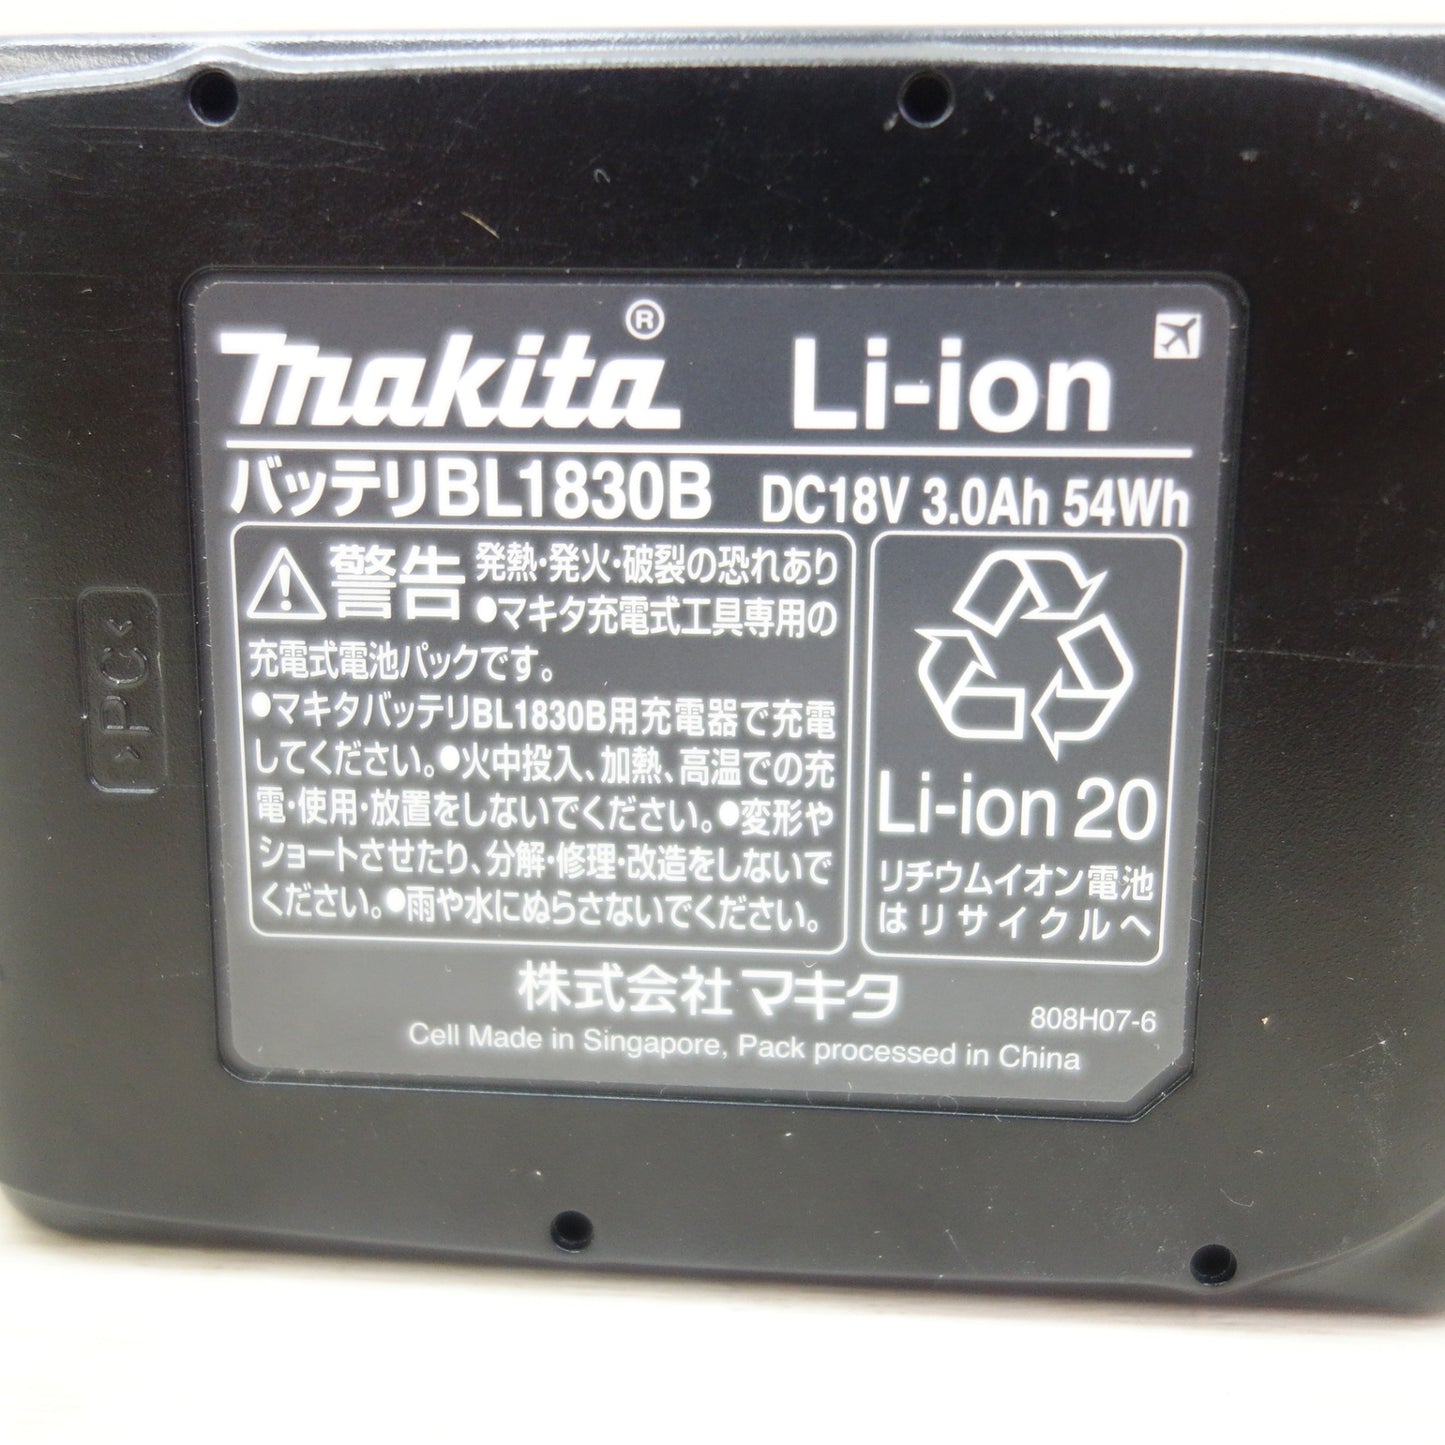 makita® Li-ion
バッテリBL1830B DC18V 3.0Ah 54Wh
警告 発熱・発火・破裂の恐れあり
●マキタ充電式工具専用の
充電式電池パックです。
●マキタバッテリBL1830B用充電器で充電
してください。●火中投入、加熱、高温での充
電・使用・放置をしないでください。●変形や
ショートさせたり、分解・修理・改造をしないで
ください。●雨や水にぬらさないでください。
Li-ion 20
リチウムイオン電池
はリサイクルへ
株式会社マキタ
808H07-6
Cell Made in Singapore, Pack processed in China
>PC<